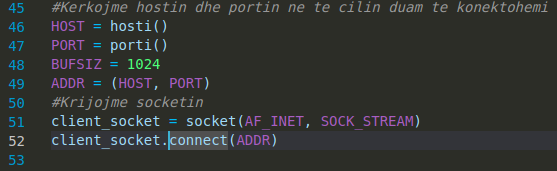 45 #Kerkojme hostin dhe portin ne te cilin duam te konektohemi
46 HOST = hosti()
47 PORT = porti()
48 BUFSIZ = 1024
49 ADDR = (HOST, PORT)
50 #Krijojme socketin
51 client_socket = socket(AF_INET, SOCK_STREAM)
52 client_socket.connect(ADDR)
53